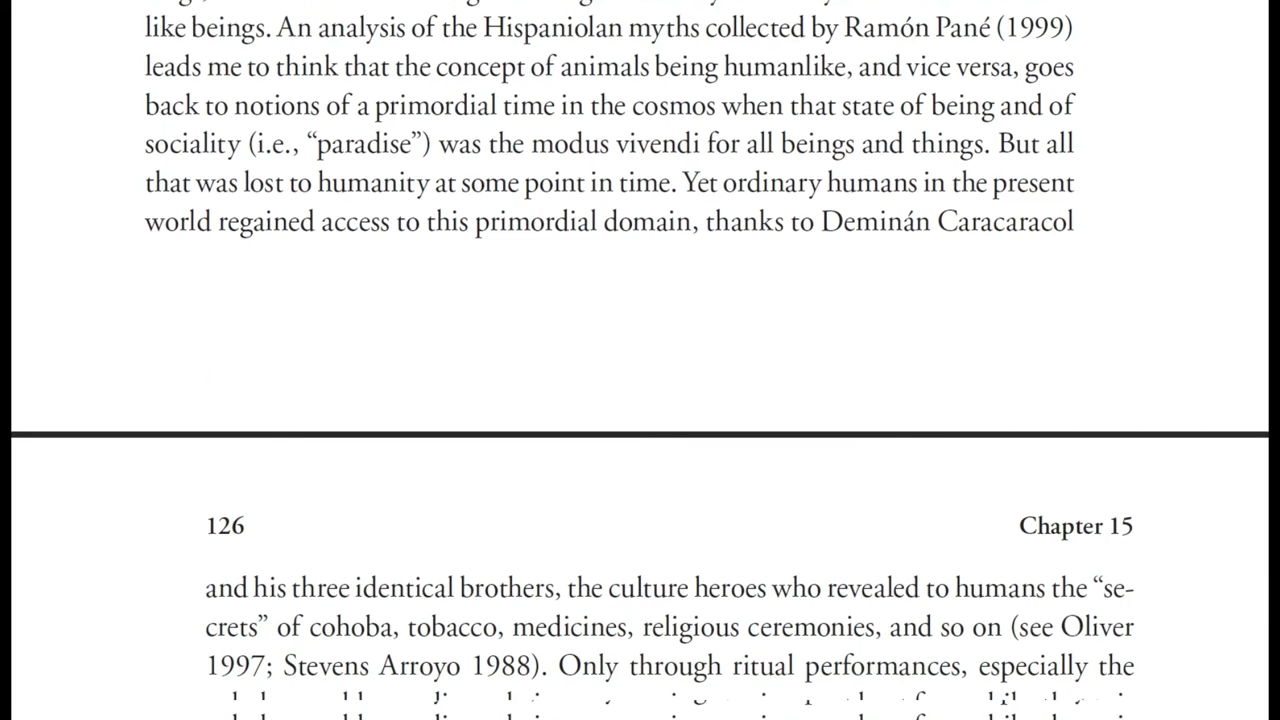 like beings. An analysis of the Hispaniolan myths collected by Ramón Pané (1999)
leads me to think that the concept of animals being humanlike, and vice versa, goes
back to notions of a primordial time in the cosmos when that state of being and of
sociality (i.e., “paradise”) was the modus vivendi for all beings and things. But all
that was lost to humanity at some point in time. Yet ordinary humans in the present
world regained access to this primordial domain, thanks to Deminán Caracaracol
126 Chapter 15
and his three identical brothers, the culture heroes who revealed to humans the “se-
crets” of cohoba, tobacco, medicines, religious ceremonies, and so on (see Oliver
1997; Stevens Arroyo 1988). Only through ritual performances, especially the